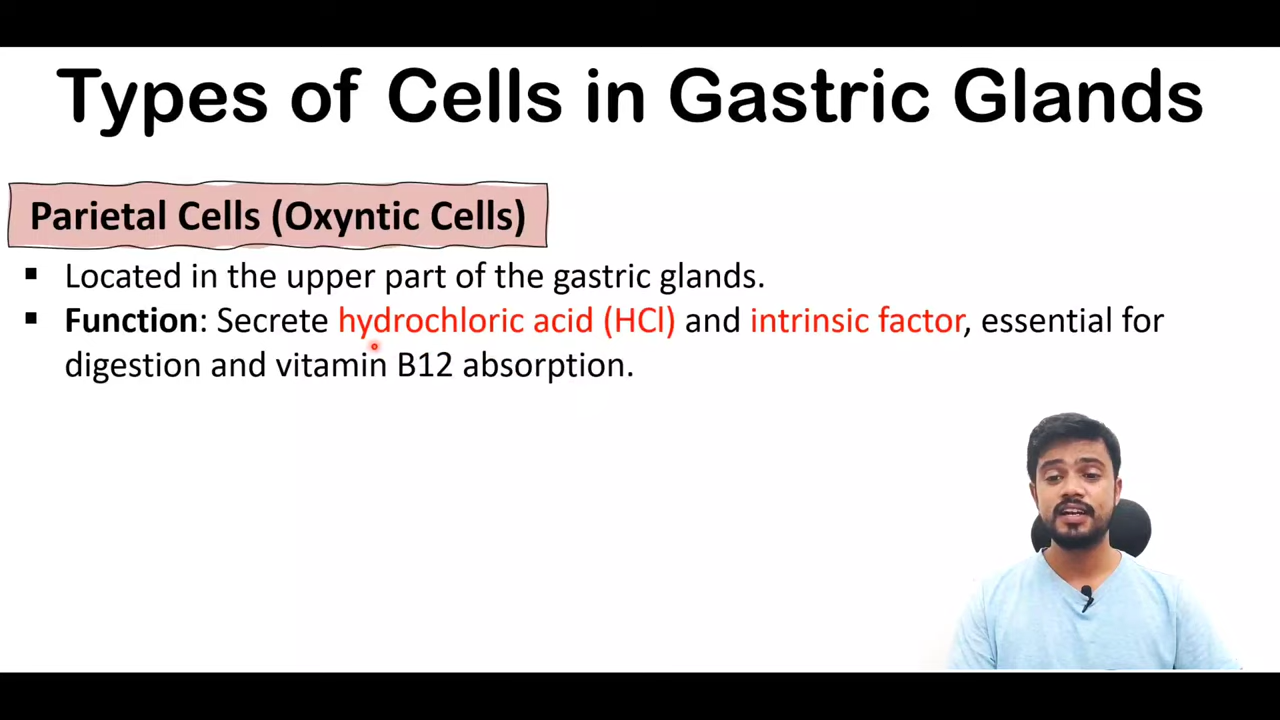 Types of Cells in Gastric Glands
Parietal Cells (Oxyntic Cells)
▪ Located in the upper part of the gastric glands.
▪ Function: Secrete hydrochloric acid (HCl) and intrinsic factor, essential for
digestion and vitamin B12 absorption.